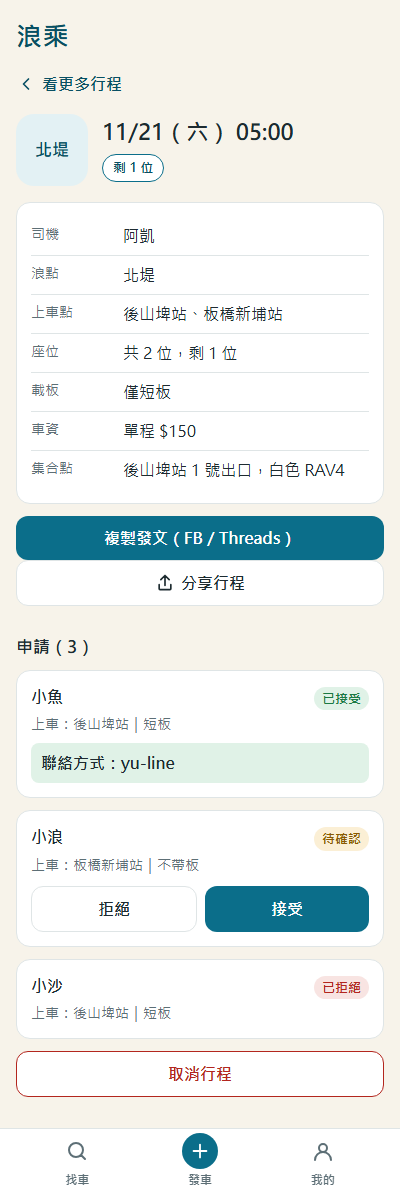 浪乘
看更多行程
北堤
11/21（六）05:00
剩 1 位
司機 阿凱
浪點 北堤
上車點 後山埤站、板橋新埔站
座位 共 2 位，剩 1 位
載板 僅短板
車資 單程 $150
集合點 後山埤站 1 號出口，白色 RAV4
複製發文（FB / Threads）
分享行程
申請（3）
小魚 已接受
上車：後山埤站｜短板
聯絡方式：yu-line
小浪 待確認
上車：板橋新埔站｜不帶板
拒絕 接受
小沙 已拒絕
上車：後山埤站｜短板
取消行程
找車 發車 我的